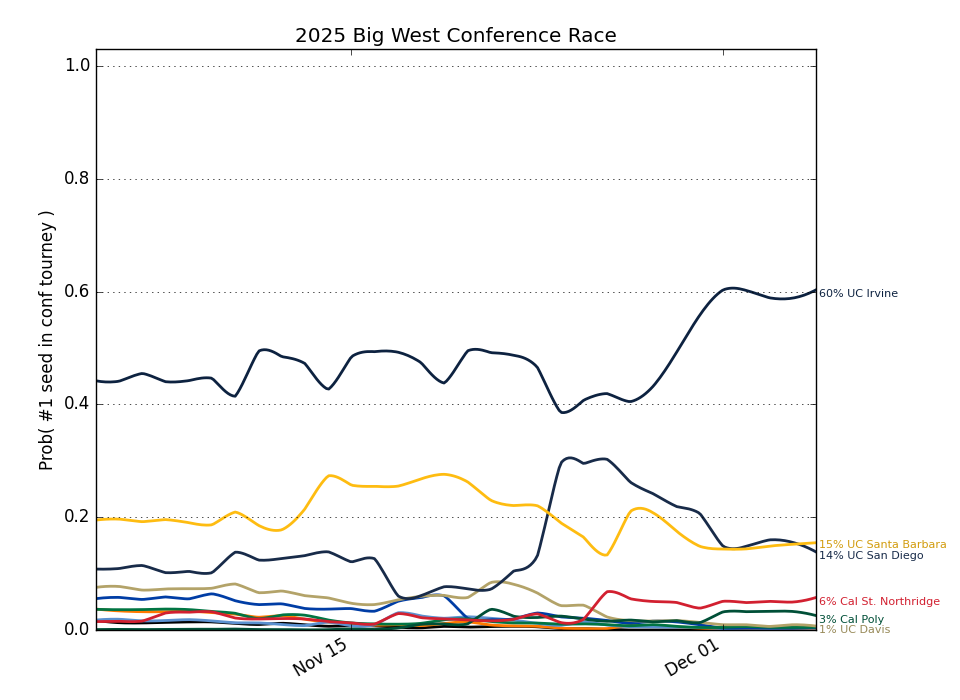 2025 Big West Conference Race
Prob( #1 seed in conf tourney )
1.0
0.8
0.6
0.4
0.2
0.0
Nov 15
Dec 01
60% UC Irvine
15% UC Santa Barbara
14% UC San Diego
6% Cal St. Northridge
3% Cal Poly
1% UC Davis